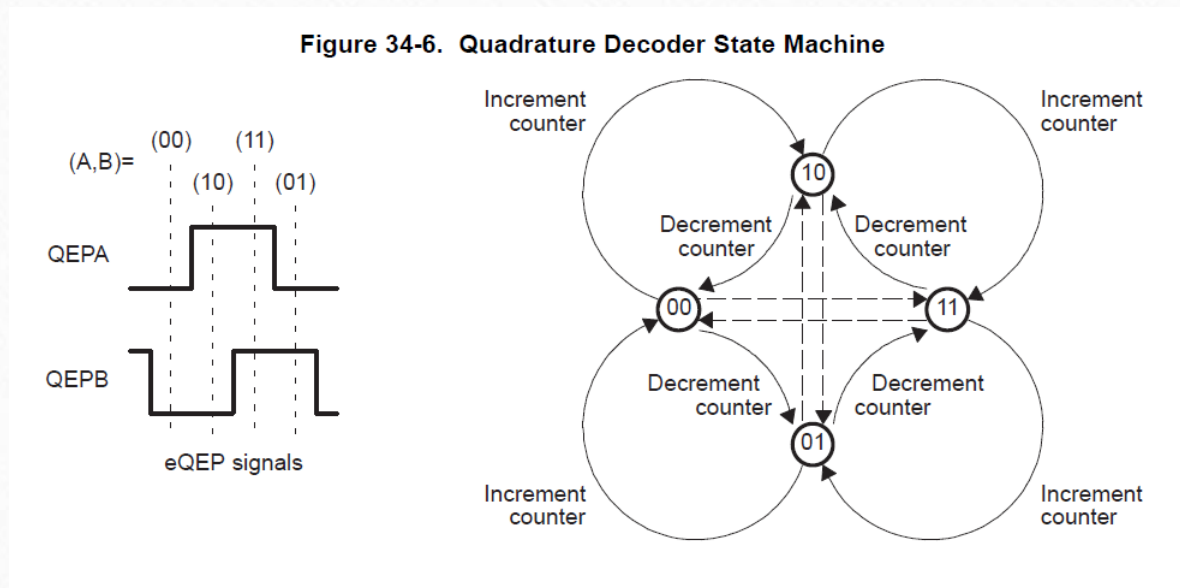 Figure 34-6. Quadrature Decoder State Machine
(00)
(11)
(A,B)=
(10)
(01)
QEPA
QEPB
eQEP signals
Increment
counter
Increment
counter
10
Decrement
counter
Decrement
counter
00
11
Decrement
counter
Decrement
counter
01
Increment
counter
Increment
counter